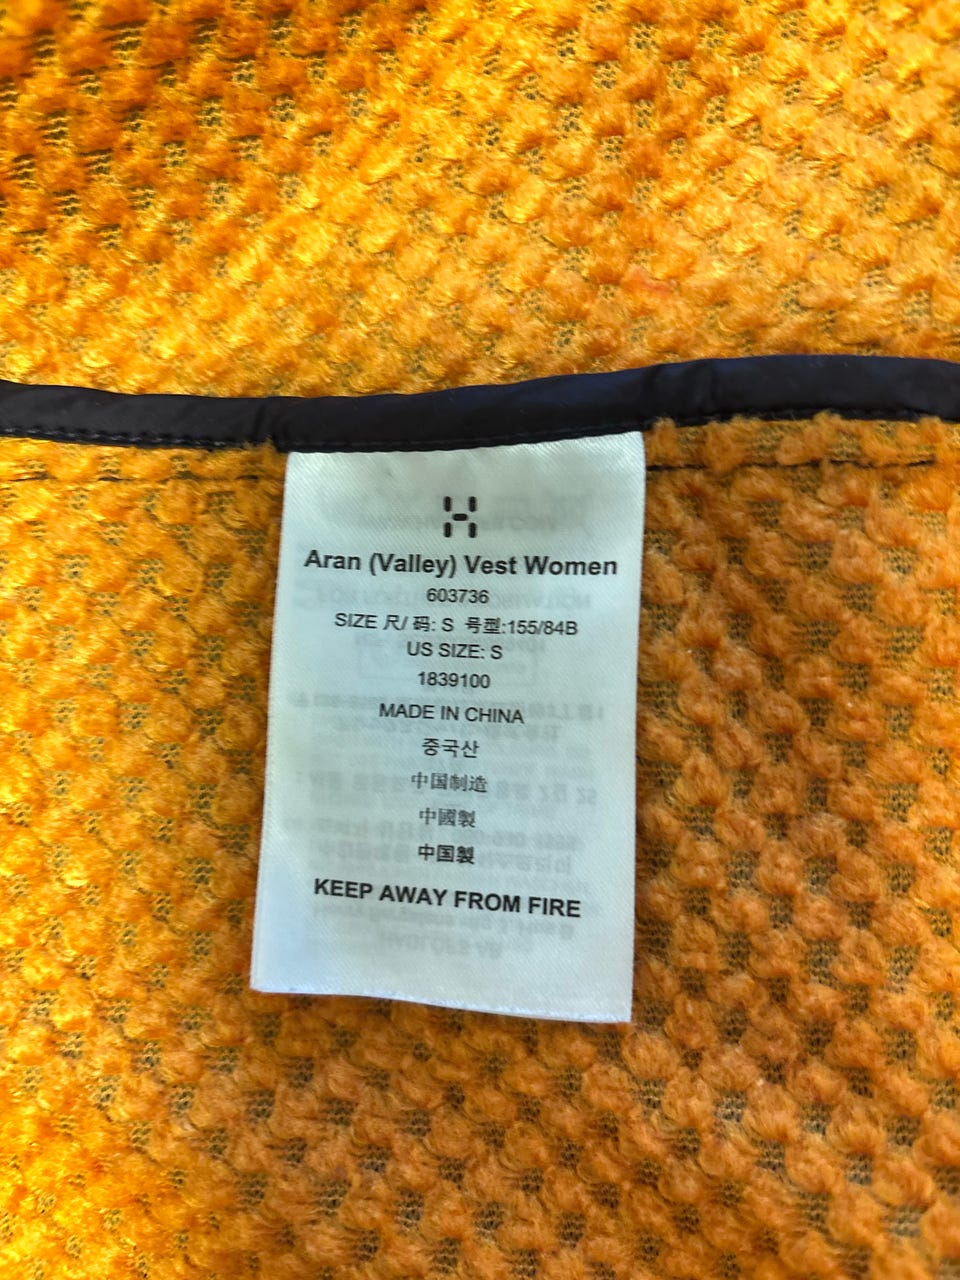 Aran (Valley) Vest Women
603736
SIZE 尺/ 码: S 号型:155/84B
US SIZE: S
1839100
MADE IN CHINA
중국산
中国制造
中國製
中国製
KEEP AWAY FROM FIRE